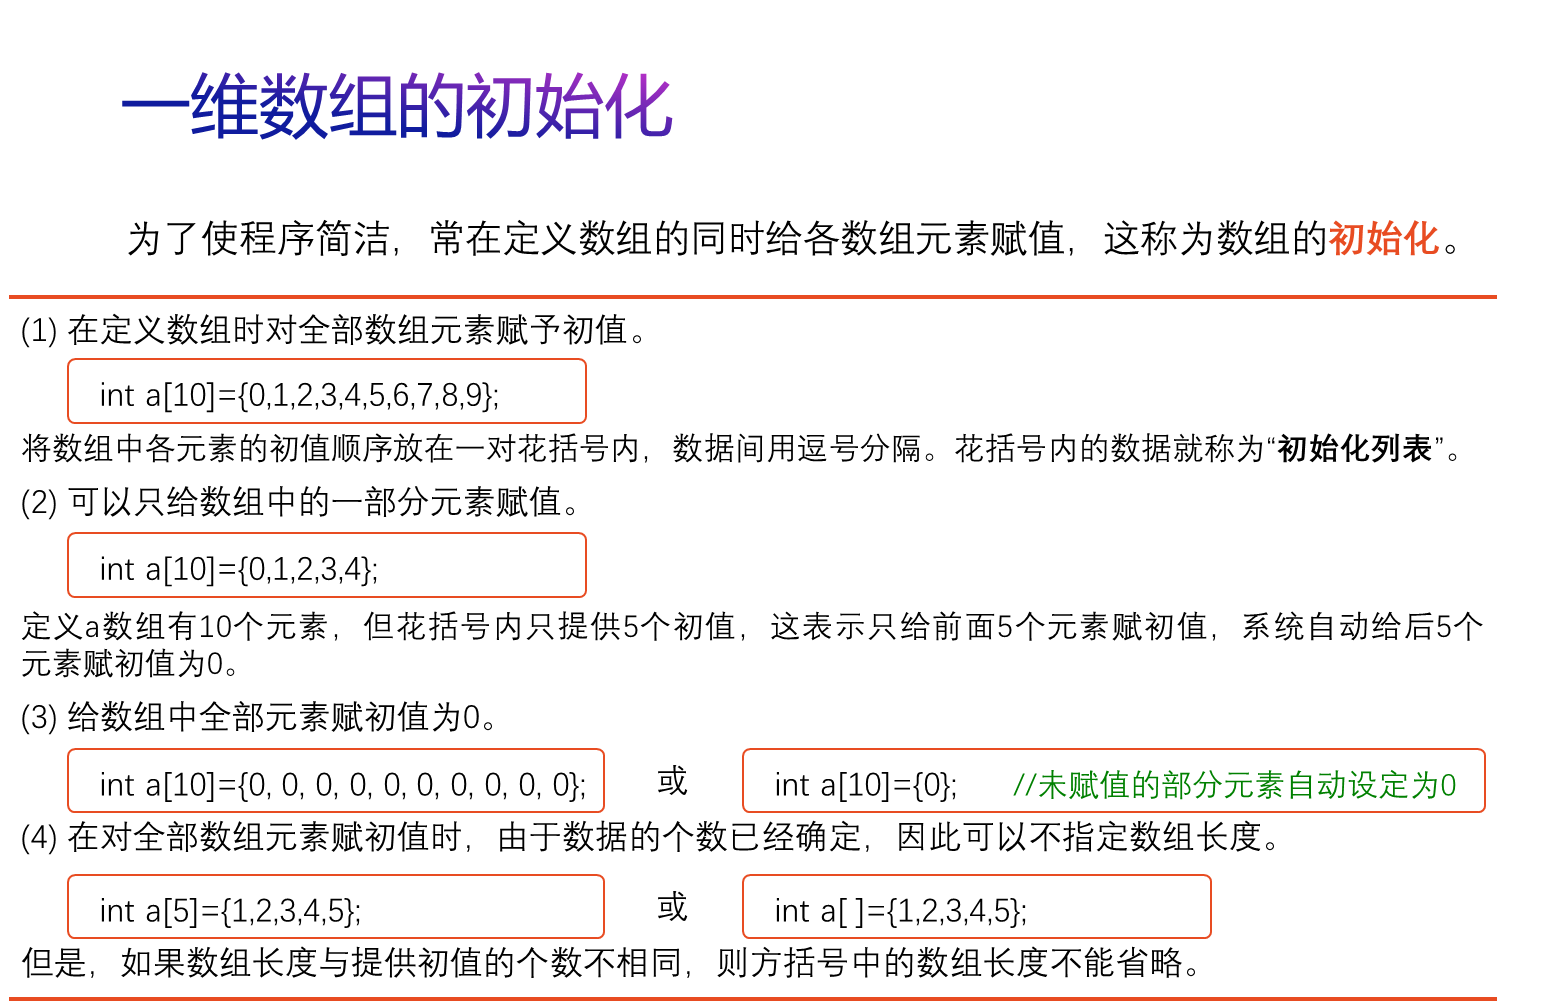 一维数组的初始化
为了使程序简洁，常在定义数组的同时给各数组元素赋值，这称为数组的初始化。
(1) 在定义数组时对全部数组元素赋予初值。
int a[10]={0,1,2,3,4,5,6,7,8,9};
将数组中各元素的初值顺序放在一对花括号内，数据间用逗号分隔。花括号内的数据就称为“初始化列表”。
(2) 可以只给数组中的一部分元素赋值。
int a[10]={0,1,2,3,4};
定义a数组有10个元素，但花括号内只提供5个初值，这表示只给前面5个元素赋初值，系统自动给后5个
元素赋初值为0。
(3) 给数组中全部元素赋初值为0。
int a[10]={0, 0, 0, 0, 0, 0, 0, 0, 0, 0}; 或 int a[10]={0}; //未赋值的部分元素自动设定为0
(4) 在对全部数组元素赋初值时，由于数据的个数已经确定，因此可以不指定数组长度。
int a[5]={1,2,3,4,5}; 或 int a[ ]={1,2,3,4,5};
但是，如果数组长度与提供初值的个数不相同，则方括号中的数组长度不能省略。